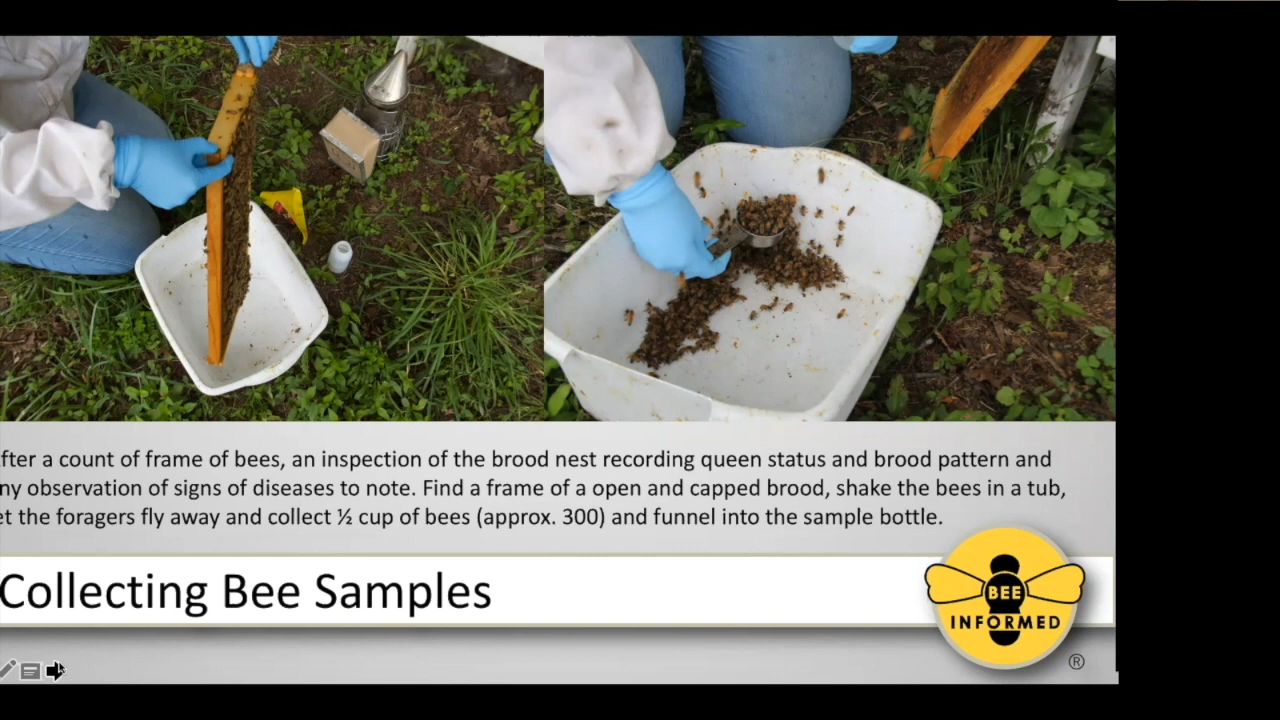 fter a count of frame of bees, an inspection of the brood nest recording queen status and brood pattern and
ny observation of signs of diseases to note. Find a frame of a open and capped brood, shake the bees in a tub,
et the foragers fly away and collect ½ cup of bees (approx. 300) and funnel into the sample bottle.
Collecting Bee Samples
BEE
INFORMED
®